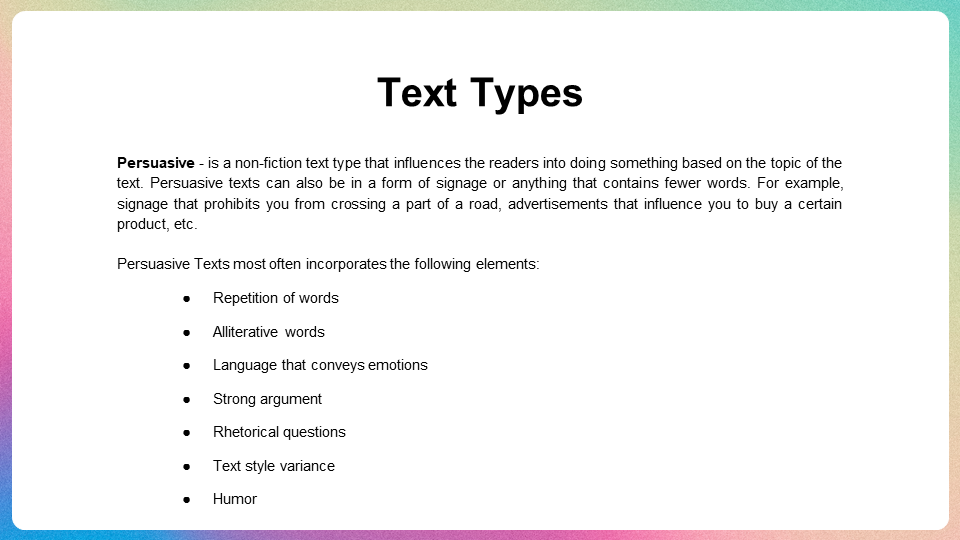 Text Types
Persuasive - is a non-fiction text type that influences the readers into doing something based on the topic of the
text. Persuasive texts can also be in a form of signage or anything that contains fewer words. For example,
signage that prohibits you from crossing a part of a road, advertisements that influence you to buy a certain
product, etc.
Persuasive Texts most often incorporates the following elements:
● Repetition of words
● Alliterative words
● Language that conveys emotions
● Strong argument
● Rhetorical questions
● Text style variance
● Humor